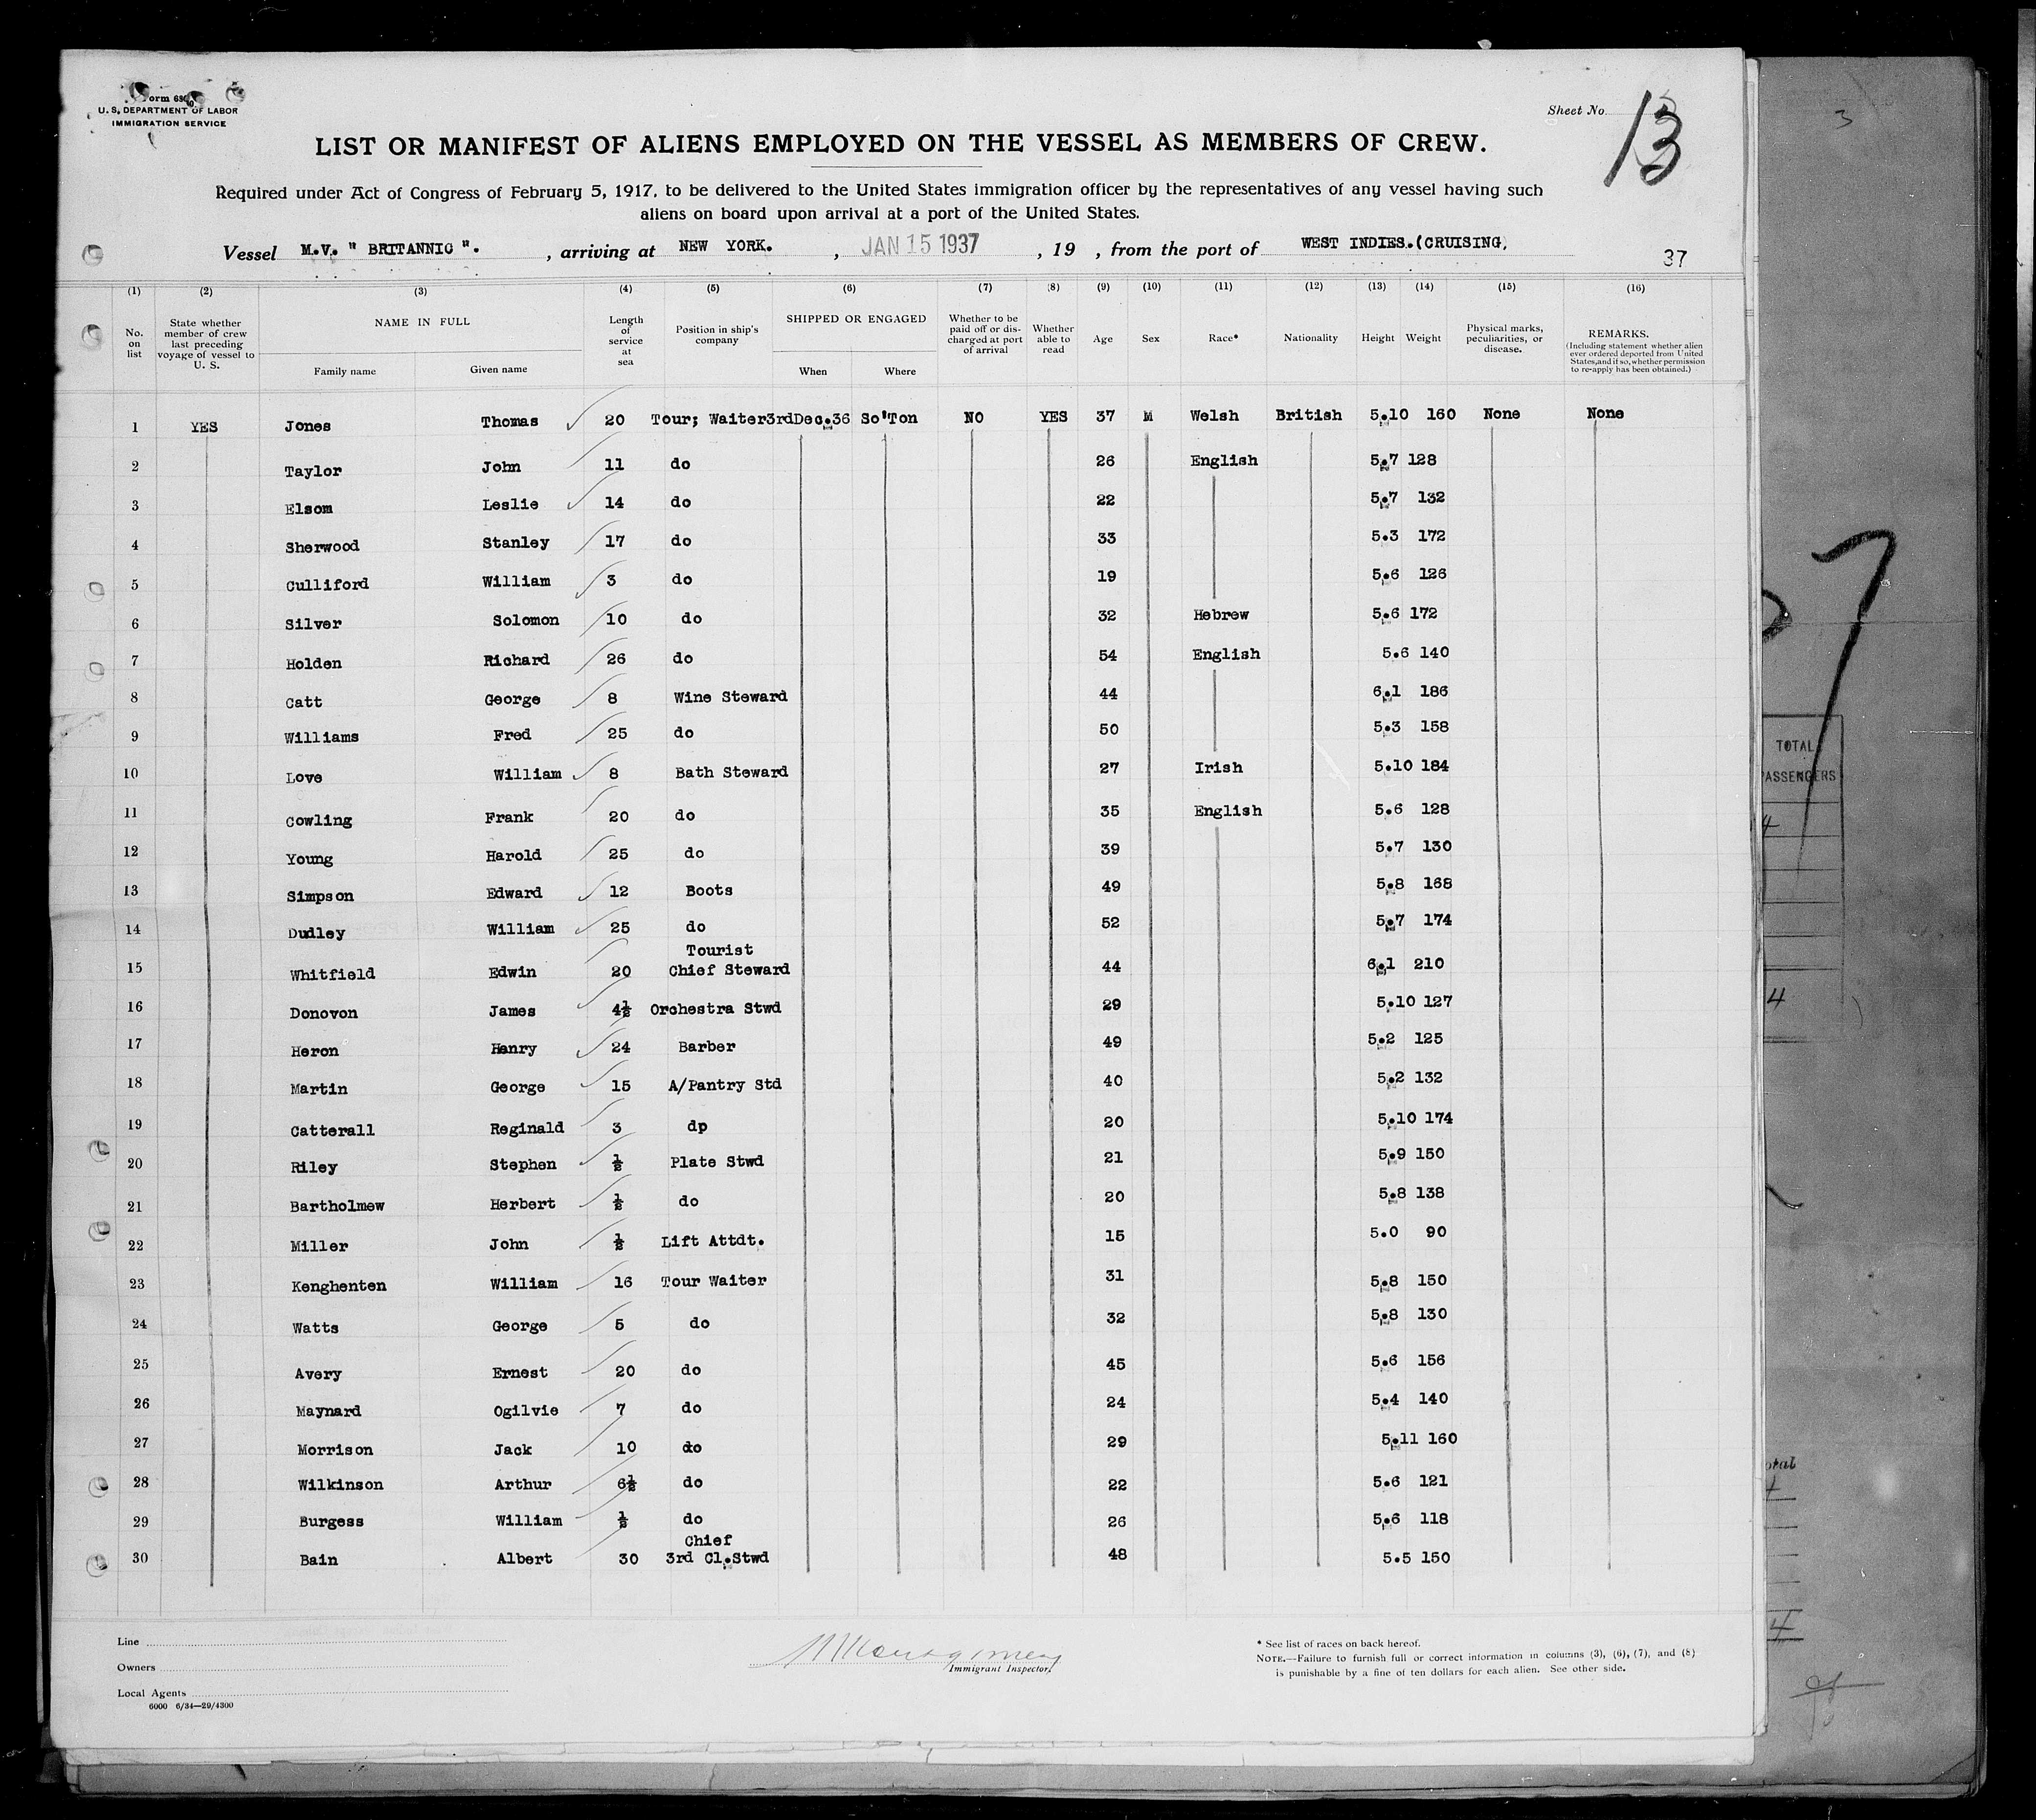 Form 680
U. S. DEPARTMENT OF LABOR
IMMIGRATION SERVICE
Sheet No. 13
LIST OR MANIFEST OF ALIENS EMPLOYED ON THE VESSEL AS MEMBERS OF CREW.
Required under Act of Congress of February 5, 1917, to be delivered to the United States immigration officer by the representatives of any vessel having such
aliens on board upon arrival at a port of the United States.
Vessel M.V. " BRITANNIC ". , arriving at NEW YORK. , JAN 15 1937 , 19 , from the port of WEST INDIES.(CRUISING,
37
(1) (2) (3) (4) (5) (6) (7) (8) (9) (10) (11) (12) (13) (14) (15) (16)
No. on list State whether member of crew last preceding voyage of vessel to U. S. NAME IN FULL Family name Given name Length of service at sea Position in ship's company SHIPPED OR ENGAGED When Where Whether to be paid off or discharged at port of arrival Whether able to read Age Sex Race* Nationality Height Weight Physical marks, peculiarities, or disease. REMARKS. (Including statement whether alien ever ordered deported from United States, and if so, whether permission to re-apply has been obtained.)
1 YES Jones Thomas 20 Tour; Waiter 3rdDec.36 So'Ton NO YES 37 M Welsh British 5.10 160 None None
2 Taylor John 11 do 26 English 5.7 128
3 Elsom Leslie 14 do 22 5.7 132
4 Sherwood Stanley 17 do 33 5.3 172
5 Culliford William 3 do 19 5.6 126
6 Silver Solomon 10 do 32 Hebrew 5.6 172
7 Holden Richard 26 do 54 English 5.6 140
8 Catt George 8 Wine Steward 44 6.1 186
9 Williams Fred 25 do 50 5.3 158
10 Love William 8 Bath Steward 27 Irish 5.10 184
11 Cowling Frank 20 do 35 English 5.6 128
12 Young Harold 25 do 39 5.7 130
13 Simpson Edward 12 Boots 49 5.8 168
14 Dudley William 25 do 52 5.7 174
15 Whitfield Edwin 20 Tourist Chief Steward 44 6.1 210
16 Donovon James 4½ Orchestra Stwd 29 5.10 127
17 Heron Henry 24 Barber 49 5.2 125
18 Martin George 15 A/Pantry Std 40 5.2 132
19 Catterall Reginald 3 dp 20 5.10 174
20 Riley Stephen ½ Plate Stwd 21 5.9 150
21 Bartholmew Herbert ½ do 20 5.8 138
22 Miller John ½ Lift Attdt. 15 5.0 90
23 Kenghenten William 16 Tour Waiter 31 5.8 150
24 Watts George 5 do 32 5.8 130
25 Avery Ernest 20 do 45 5.6 156
26 Maynard Ogilvie 7 do 24 5.4 140
27 Morrison Jack 10 do 29 5.11 160
28 Wilkinson Arthur 6½ do 22 5.6 121
29 Burgess William ½ do 26 5.6 118
30 Bain Albert 30 Chief 3rd Cl.Stwd 48 5.5 150
Line
Owners
Local Agents
6000 6/34—29/4300
Immigrant Inspector.
* See list of races on back hereof.
NOTE.—Failure to furnish full or correct information in columns (3), (6), (7), and (8)
is punishable by a fine of ten dollars for each alien. See other side.
3
7
TOTAL
PASSENGERS
4
4